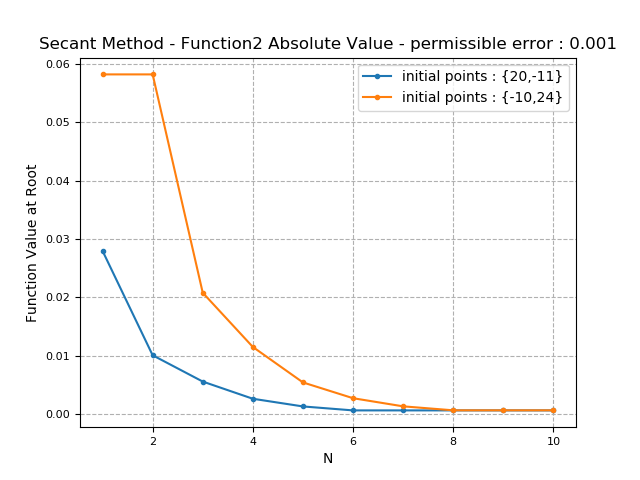 Secant Method - Function2 Absolute Value - permissible error : 0.001
initial points : {20,-11}
initial points : {-10,24}
Function Value at Root
0.06
0.05
0.04
0.03
0.02
0.01
0.00
2 4 6 8 10
N